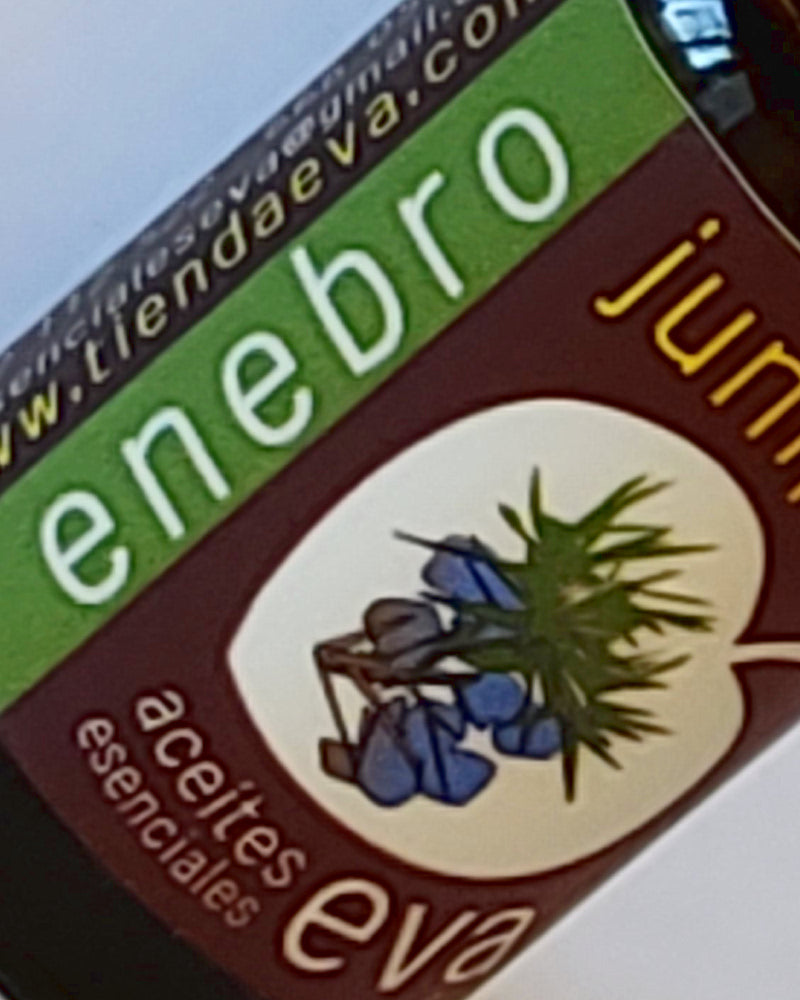 enebro
aceites
esenciales
eva
www.tiendaeva.com